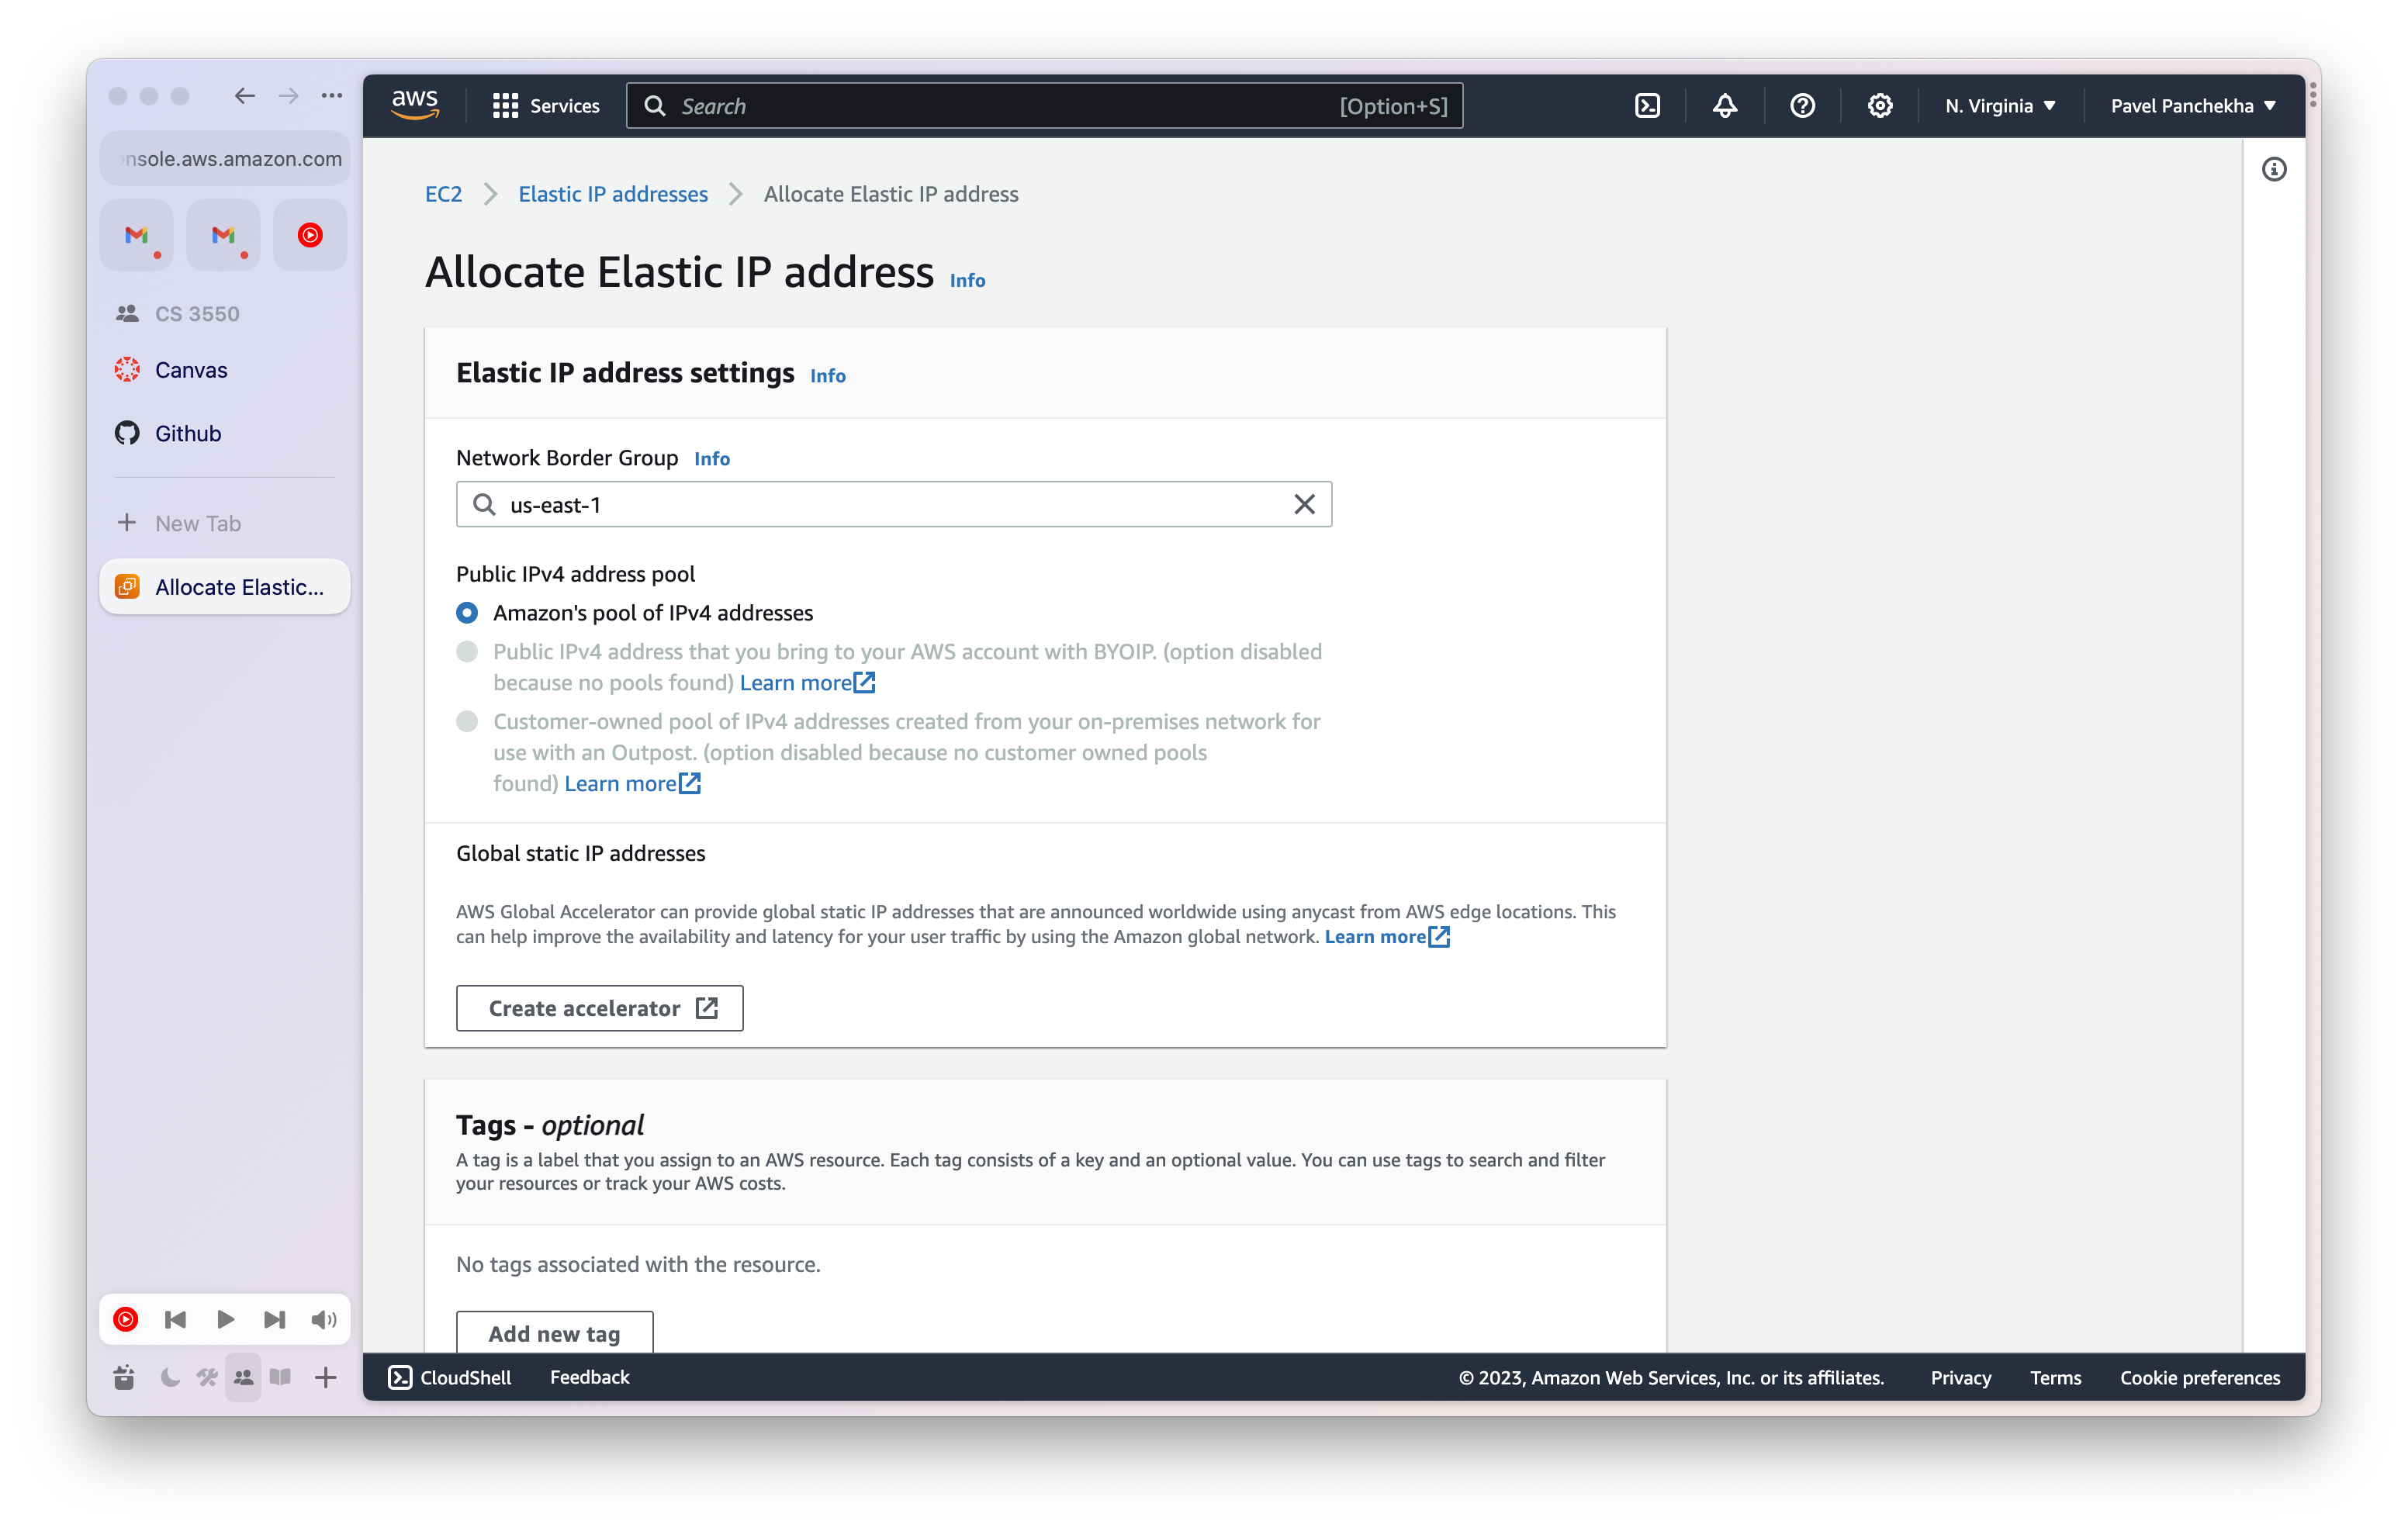 nsole.aws.amazon.com
CS 3550
Canvas
Github
New Tab
Allocate Elastic...
aws
Services
Search
[Option+S]
N. Virginia
Pavel Panchekha
EC2
Elastic IP addresses
Allocate Elastic IP address
Allocate Elastic IP address Info
Elastic IP address settings Info
Network Border Group Info
us-east-1
Public IPv4 address pool
Amazon's pool of IPv4 addresses
Public IPv4 address that you bring to your AWS account with BYOIP. (option disabled
because no pools found) Learn more
Customer-owned pool of IPv4 addresses created from your on-premises network for
use with an Outpost. (option disabled because no customer owned pools
found) Learn more
Global static IP addresses
AWS Global Accelerator can provide global static IP addresses that are announced worldwide using anycast from AWS edge locations. This
can help improve the availability and latency for your user traffic by using the Amazon global network. Learn more
Create accelerator
Tags - optional
A tag is a label that you assign to an AWS resource. Each tag consists of a key and an optional value. You can use tags to search and filter
your resources or track your AWS costs.
No tags associated with the resource.
Add new tag
CloudShell
Feedback
© 2023, Amazon Web Services, Inc. or its affiliates.
Privacy
Terms
Cookie preferences